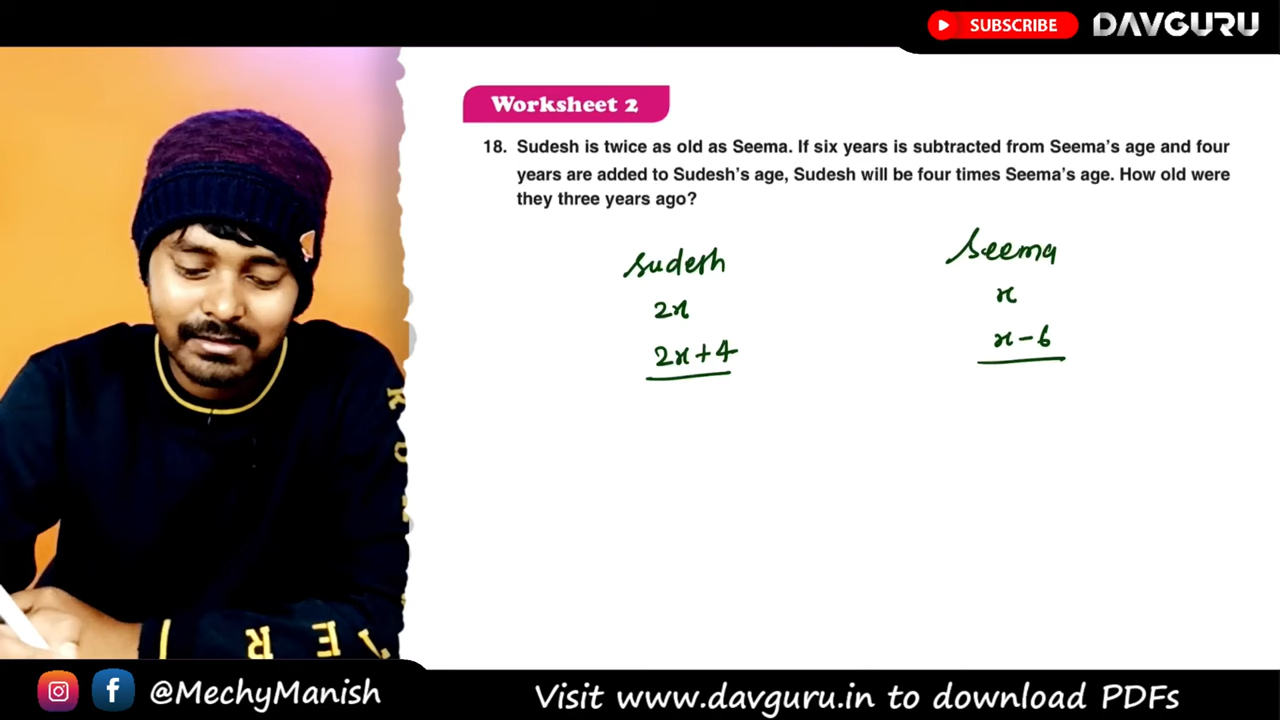 SUBSCRIBE DAVGURU
Worksheet 2
18. Sudesh is twice as old as Seema. If six years is subtracted from Seema's age and four
years are added to Sudesh's age, Sudesh will be four times Seema's age. How old were
they three years ago?
Sudesh Seema
2x x
2x+4 x-6
K
O
ER
@MechyManish Visit www.davguru.in to download PDFs